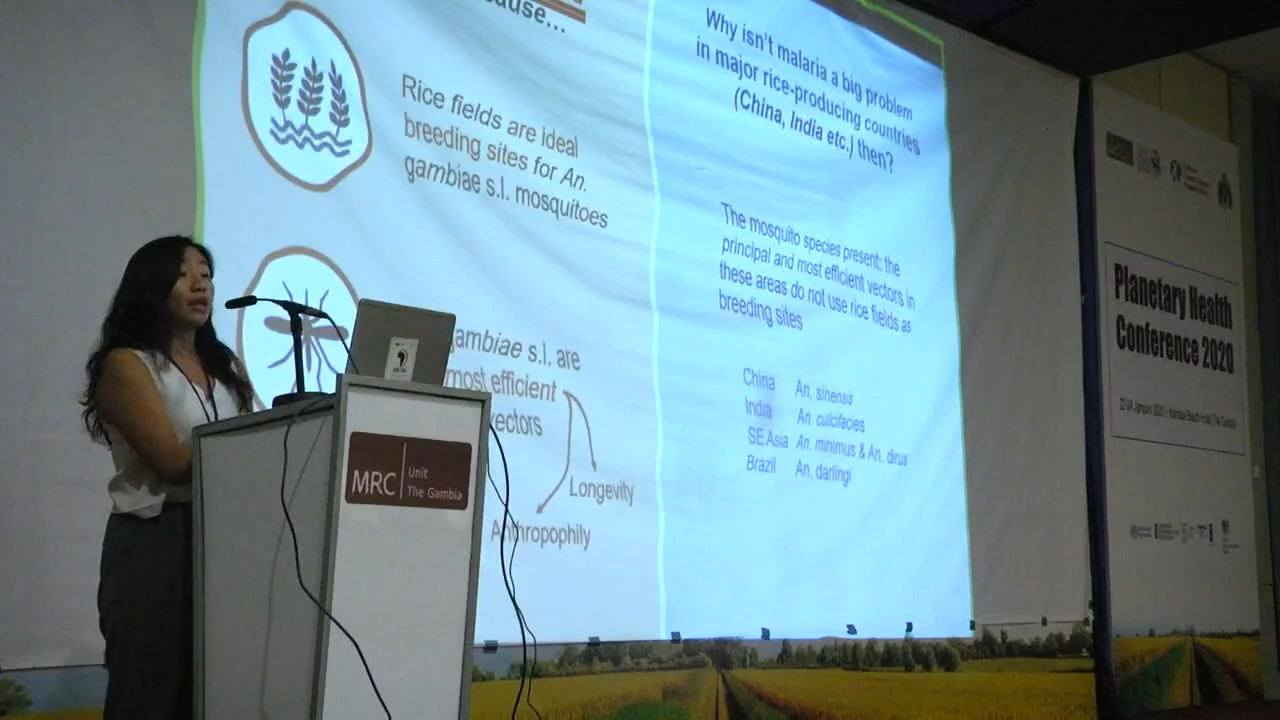 ause...
Rice fields are ideal
breeding sites for An.
gambiae s.l. mosquitoes
gambiae s.l. are
most efficient
vectors
Longevity
Anthropophily
Why isn't malaria a big problem
in major rice-producing countries
(China, India etc.) then?
The mosquito species present; the
principal and most efficient vectors in
these areas do not use rice fields as
breeding sites
China An. sinensis
India An. culicifacies
SE Asia An. minimus & An. dirus
Brazil An. darlingi
MRC Unit
The Gambia
Planetary Health
Conference 2020